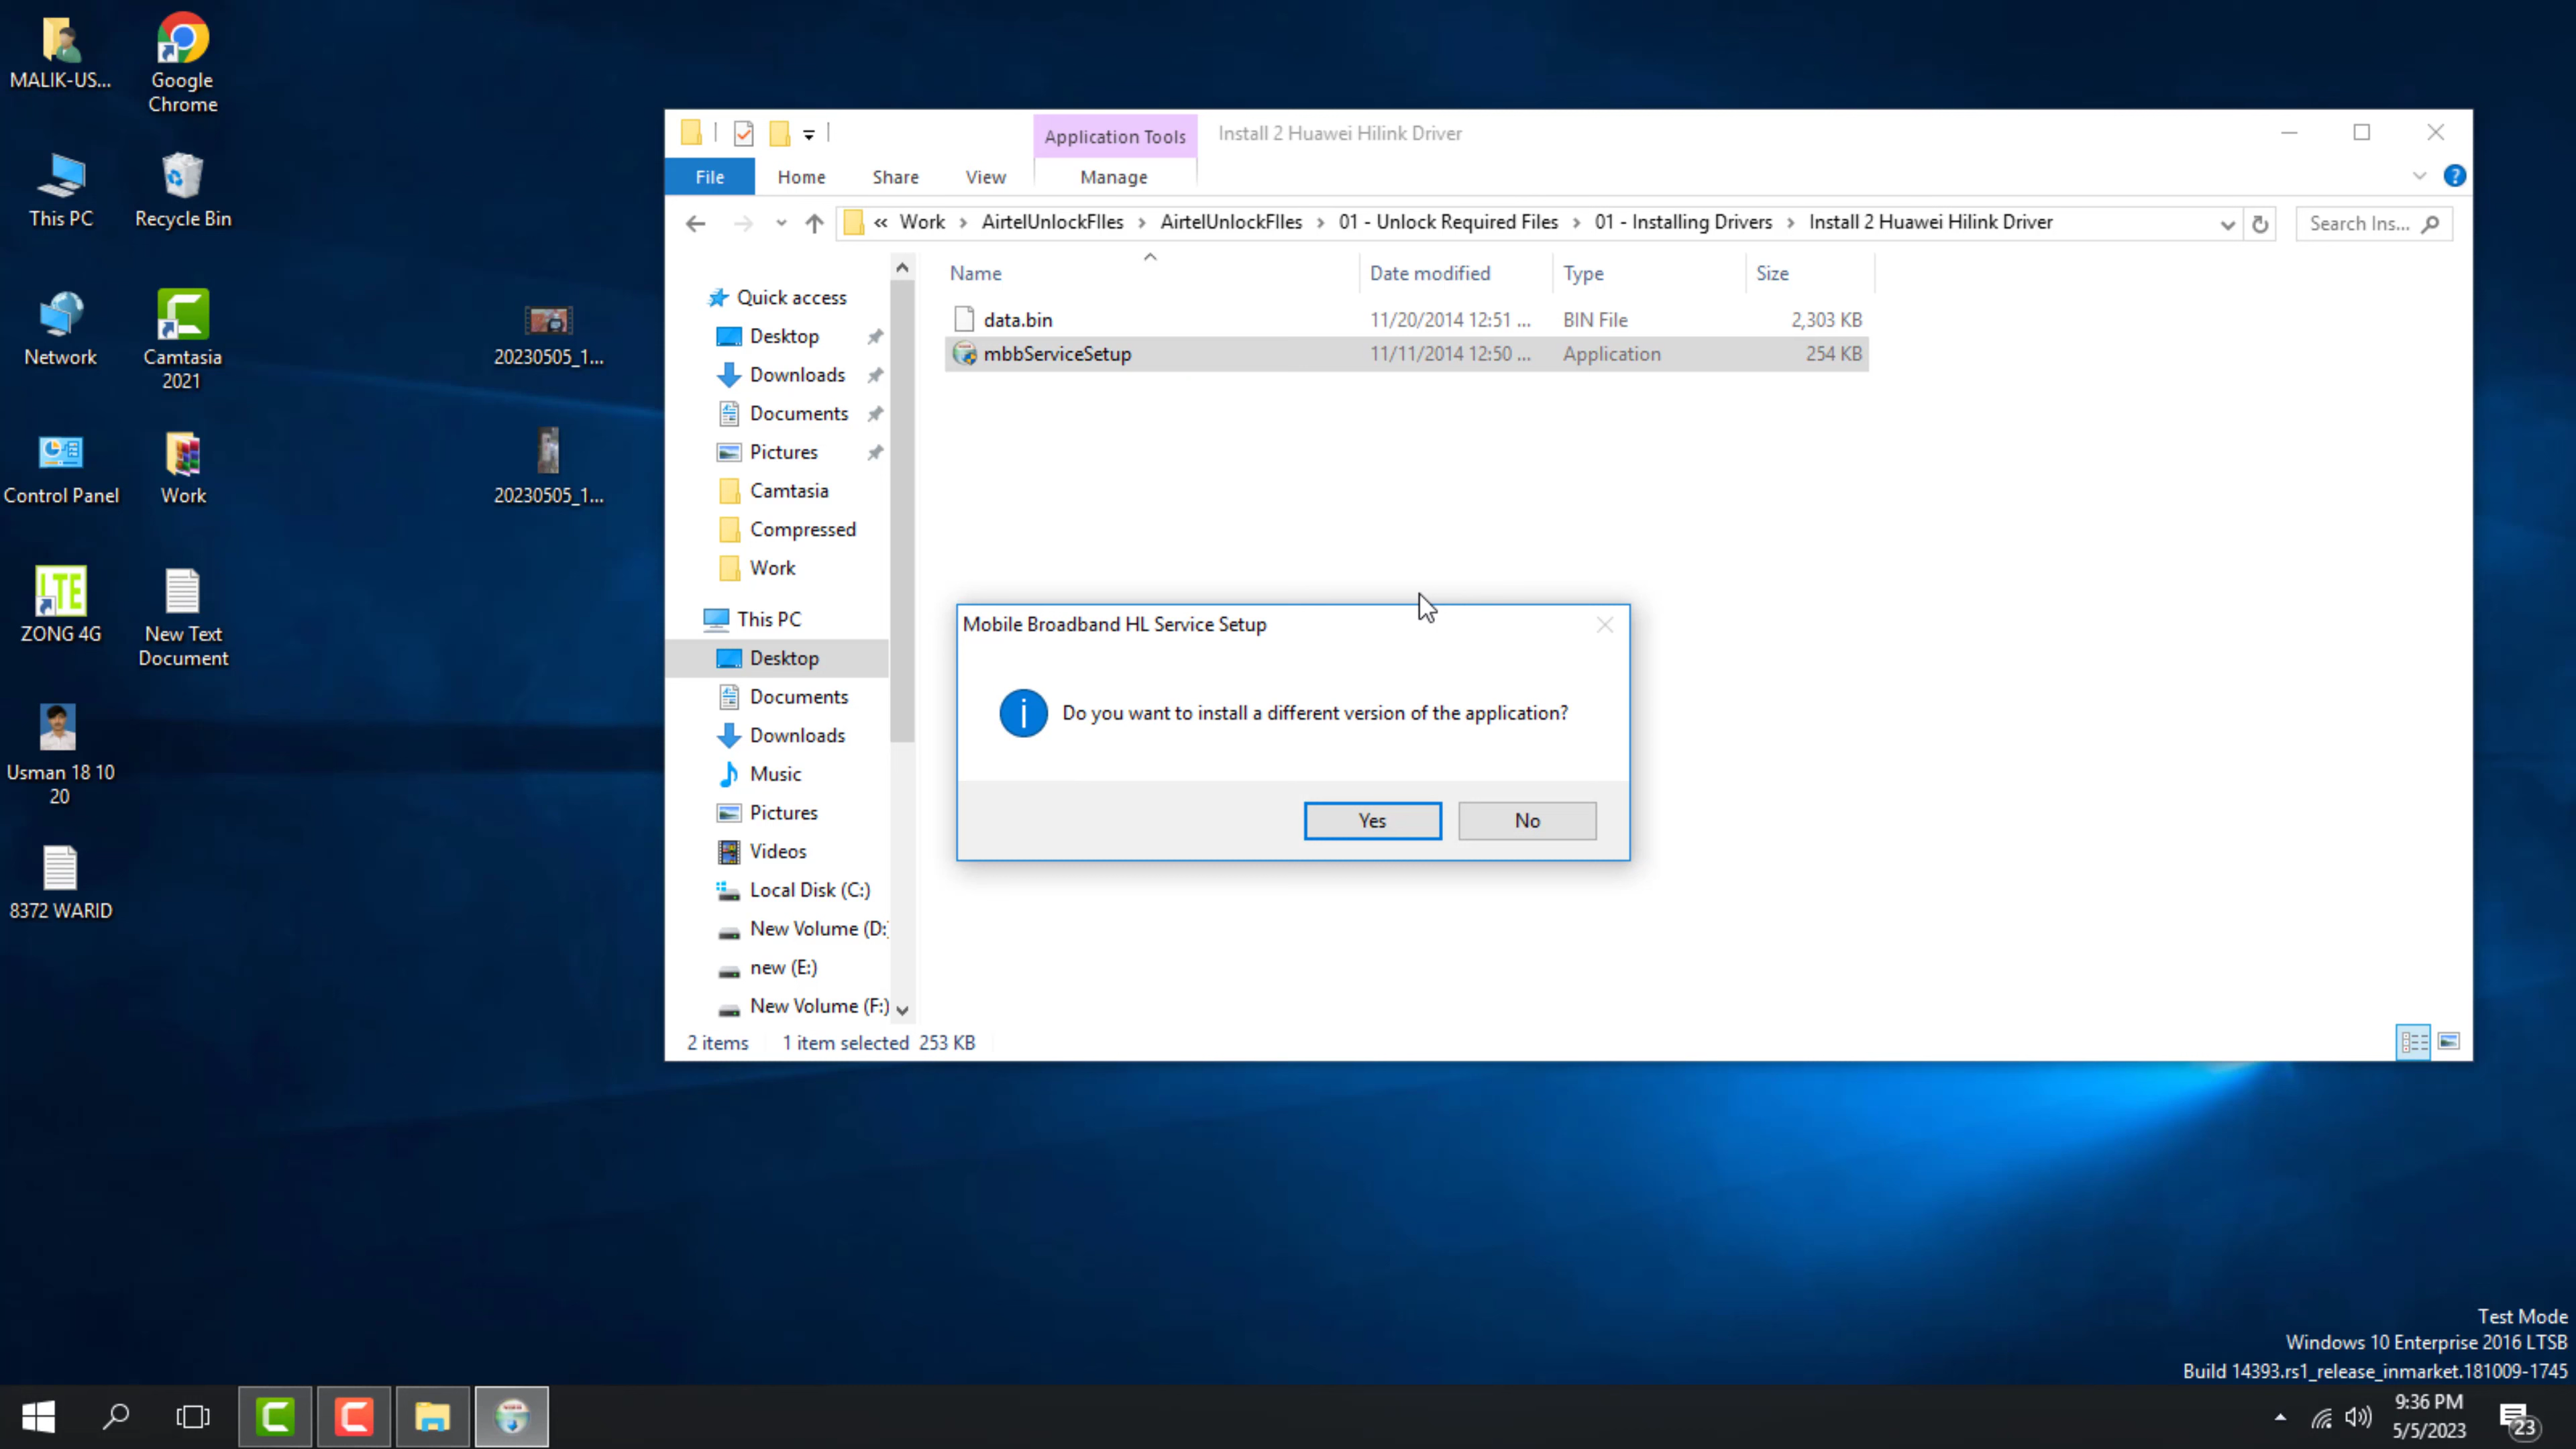 MALIK-US...
Google
Chrome
This PC
Recycle Bin
Network
Camtasia
2021
Control Panel
Work
LTE
ZONG 4G
New Text
Document
Usman 18 10
20
8372 WARID
20230505_1...
20230505_1...
Application Tools
Install 2 Huawei Hilink Driver
File
Home
Share
View
Manage
?
« Work > AirtelUnlockFIles > AirtelUnlockFIles > 01 - Unlock Required Files > 01 - Installing Drivers > Install 2 Huawei Hilink Driver
Search Ins...
Name
Date modified
Type
Size
data.bin
11/20/2014 12:51 ...
BIN File
2,303 KB
mbbServiceSetup
11/11/2014 12:50 ...
Application
254 KB
Quick access
Desktop
Downloads
Documents
Pictures
Camtasia
Compressed
Work
This PC
Desktop
Documents
Downloads
Music
Pictures
Videos
Local Disk (C:)
New Volume (D:
new (E:)
New Volume (F:)
Mobile Broadband HL Service Setup
Do you want to install a different version of the application?
Yes
No
2 items
1 item selected 253 KB
Test Mode
Windows 10 Enterprise 2016 LTSB
Build 14393.rs1_release_inmarket.181009-1745
9:36 PM
5/5/2023
23